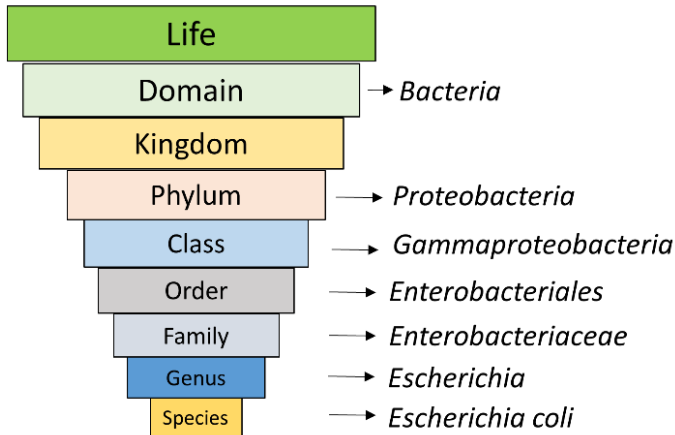 Life
Domain
Bacteria
Kingdom
Phylum
Proteobacteria
Class
Gammaproteobacteria
Order
Enterobacteriales
Family
Enterobacteriaceae
Genus
Escherichia
Species
Escherichia coli